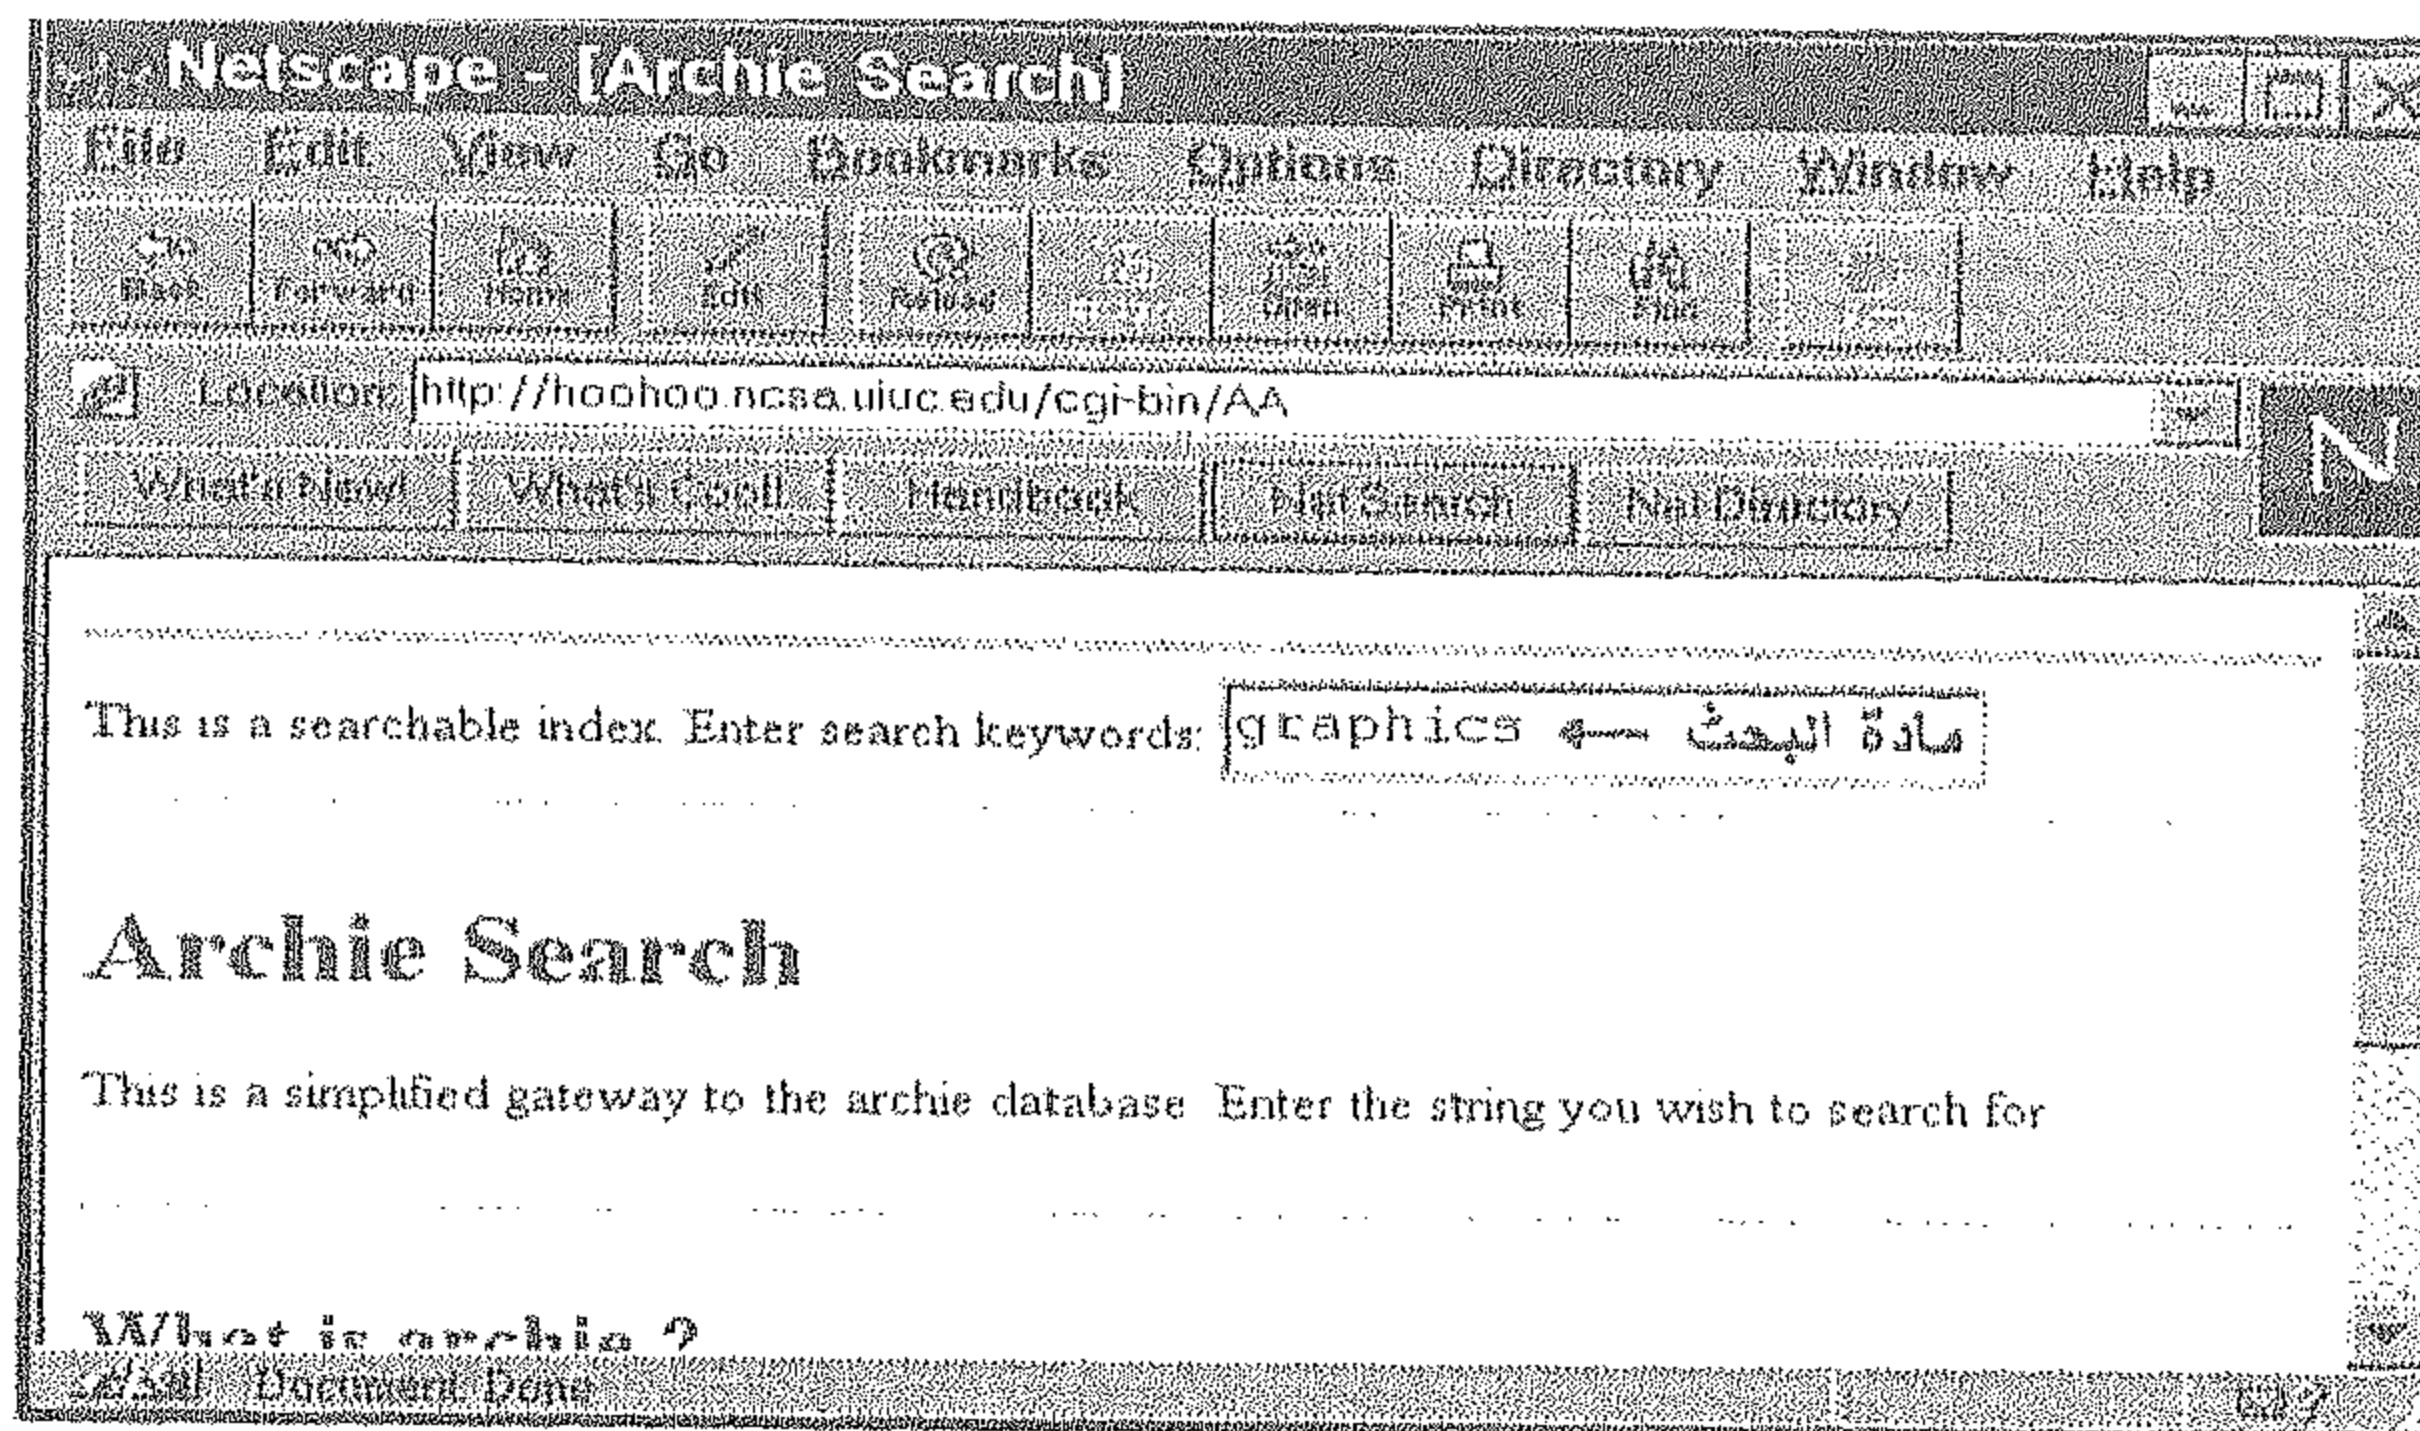 Netscape - [Archie Search]
File Edit View Go Bookmarks Options Directory Window Help
Back Forward Home Edit Reload Open Print Find
Location: http://hoohoo.ncsa.uiuc.edu/cgi-bin/AA
What's New! What's Cool! Handbook Net Search Net Directory
N
This is a searchable index. Enter search keywords: graphics ← مادة البحث
Archie Search
This is a simplified gateway to the archie database Enter the string you wish to search for
What is archie ?
Document: Done